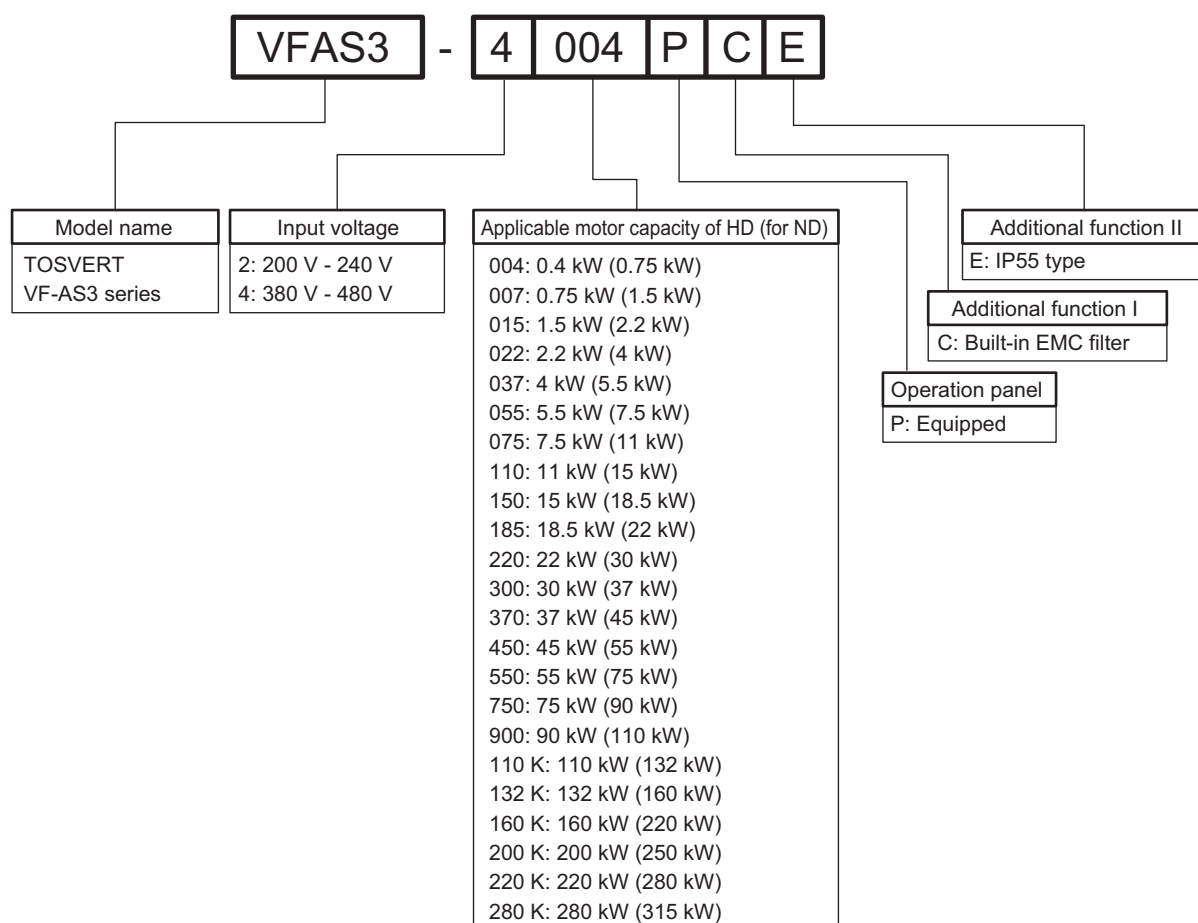 VFAS3 - 4 004 P C E
Model name
TOSVERT
VF-AS3 series
Input voltage
2: 200 V - 240 V
4: 380 V - 480 V
Applicable motor capacity of HD (for ND)
004: 0.4 kW (0.75 kW)
007: 0.75 kW (1.5 kW)
015: 1.5 kW (2.2 kW)
022: 2.2 kW (4 kW)
037: 4 kW (5.5 kW)
055: 5.5 kW (7.5 kW)
075: 7.5 kW (11 kW)
110: 11 kW (15 kW)
150: 15 kW (18.5 kW)
185: 18.5 kW (22 kW)
220: 22 kW (30 kW)
300: 30 kW (37 kW)
370: 37 kW (45 kW)
450: 45 kW (55 kW)
550: 55 kW (75 kW)
750: 75 kW (90 kW)
900: 90 kW (110 kW)
110 K: 110 kW (132 kW)
132 K: 132 kW (160 kW)
160 K: 160 kW (220 kW)
200 K: 200 kW (250 kW)
220 K: 220 kW (280 kW)
280 K: 280 kW (315 kW)
Operation panel
P: Equipped
Additional function I
C: Built-in EMC filter
Additional function II
E: IP55 type